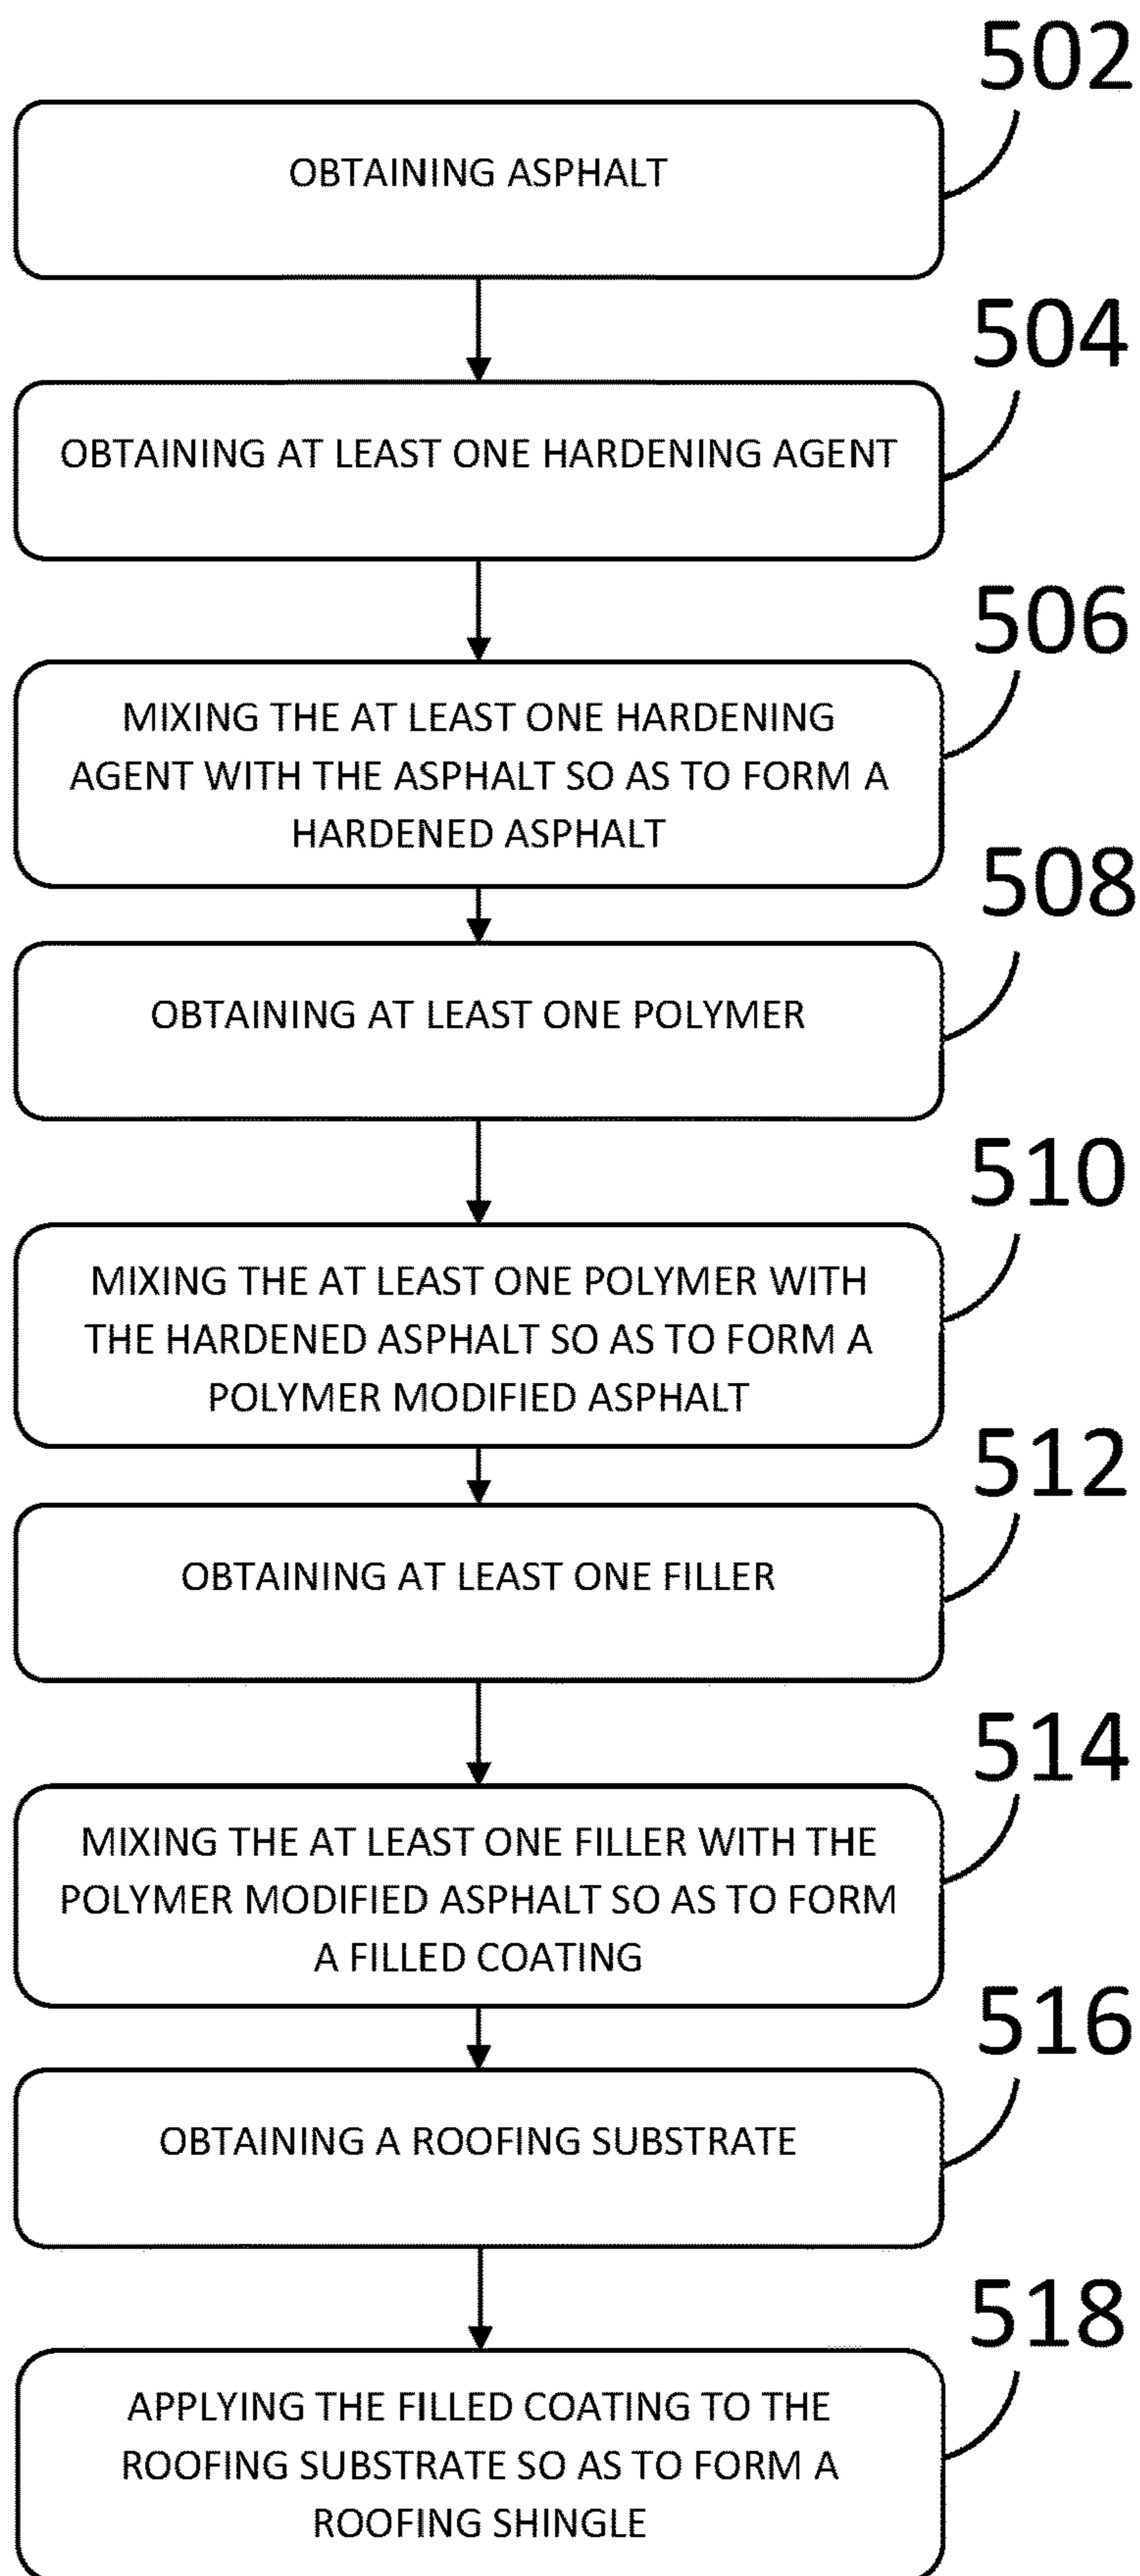 502
OBTAINING ASPHALT
504
OBTAINING AT LEAST ONE HARDENING AGENT
506
MIXING THE AT LEAST ONE HARDENING
AGENT WITH THE ASPHALT SO AS TO FORM A
HARDENED ASPHALT
508
OBTAINING AT LEAST ONE POLYMER
510
MIXING THE AT LEAST ONE POLYMER WITH
THE HARDENED ASPHALT SO AS TO FORM A
POLYMER MODIFIED ASPHALT
512
OBTAINING AT LEAST ONE FILLER
514
MIXING THE AT LEAST ONE FILLER WITH THE
POLYMER MODIFIED ASPHALT SO AS TO FORM
A FILLED COATING
516
OBTAINING A ROOFING SUBSTRATE
518
APPLYING THE FILLED COATING TO THE
ROOFING SUBSTRATE SO AS TO FORM A
ROOFING SHINGLE